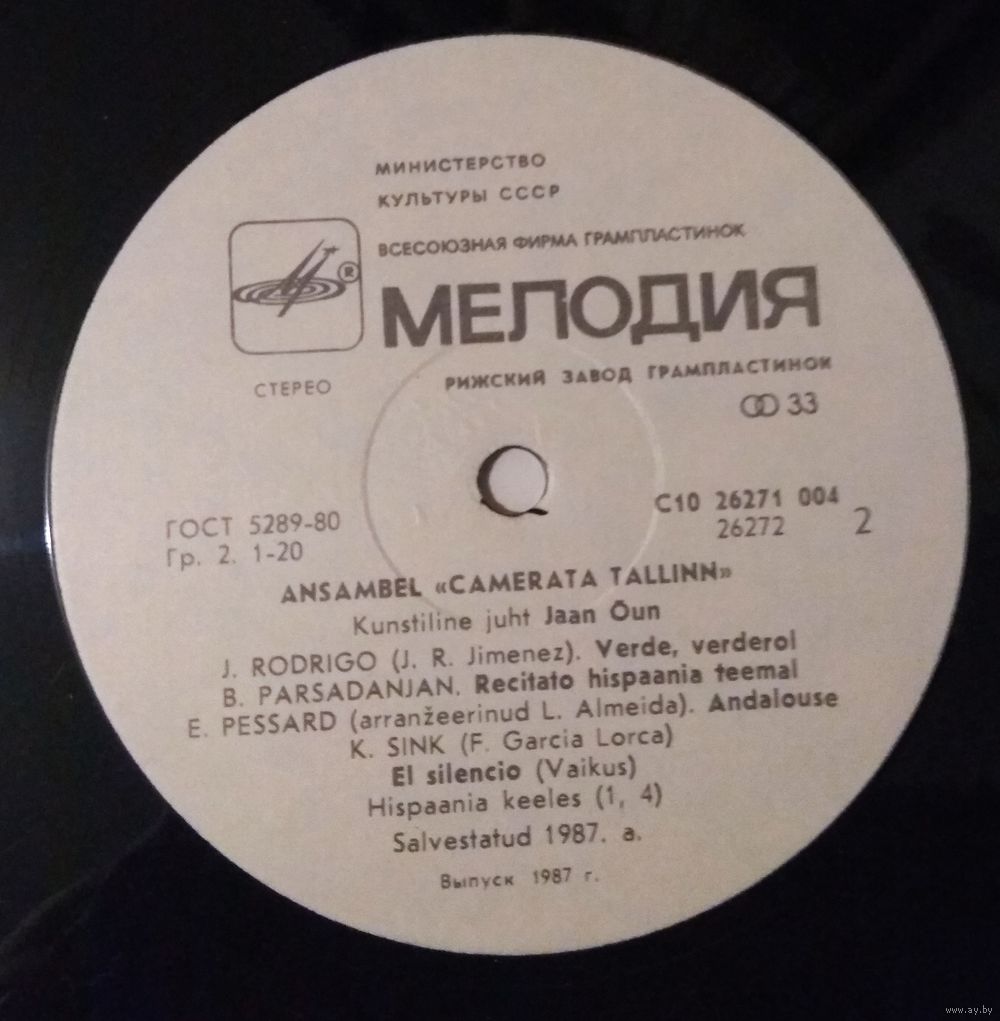 МИНИСТЕРСТВО
КУЛЬТУРЫ СССР
ВСЕСОЮЗНАЯ ФИРМА ГРАМПЛАСТИНОК
®
МЕЛОДИЯ
СТЕРЕО
РИЖСКИЙ ЗАВОД ГРАМПЛАСТИНОК
33
ГОСТ 5289-80
Гр. 2. 1-20
С10 26271 004
26272
2
ANSAMBEL «CAMERATA TALLINN»
Kunstiline juht Jaan Õun
J. RODRIGO (J. R. Jimenez). Verde, verderol
B. PARSADANJAN. Recitato hispaania teemal
E. PESSARD (arranžeerinud L. Almeida). Andalouse
K. SINK (F. Garcia Lorca)
El silencio (Vaikus)
Hispaania keeles (1, 4)
Salvestatud 1987. a.
Выпуск 1987 г.
www.ay.by